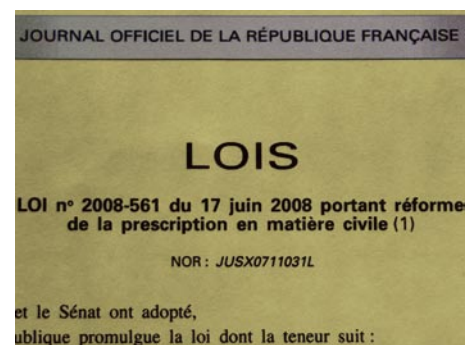 JOURNAL OFFICIEL DE LA RÉPUBLIQUE FRANÇAISE
LOIS
LOI nº 2008-561 du 17 juin 2008 portant réforme
de la prescription en matière civile (1)
NOR : JUSX0711031L
et le Sénat ont adopté,
ublique promulgue la loi dont la teneur suit :